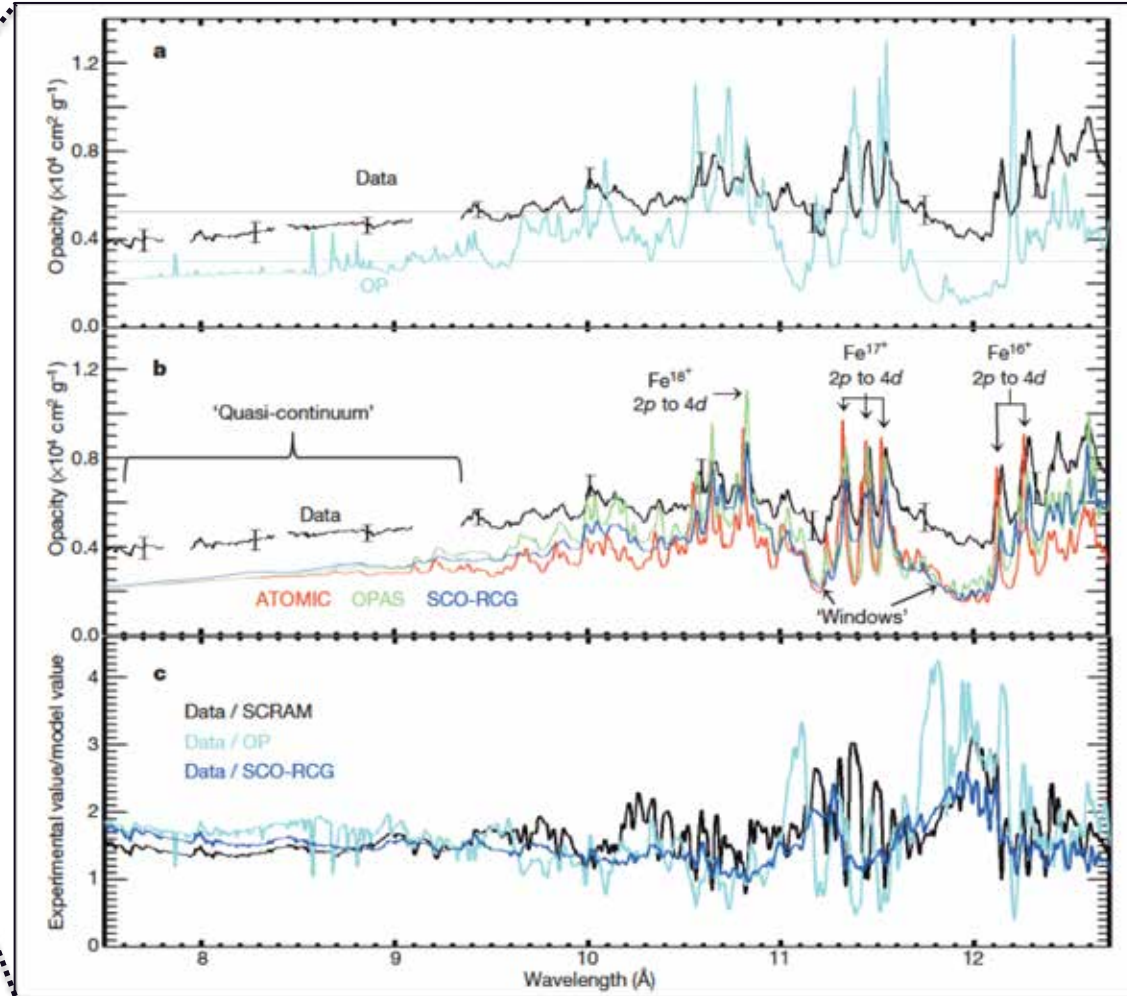 a
1.2
0.8
0.4
0.0
Opacity (×10⁴ cm² g⁻¹)
Data
OP
b
1.2
0.8
0.4
0.0
Opacity (×10⁴ cm² g⁻¹)
'Quasi-continuum'
Data
Fe¹⁸⁺
2p to 4d
Fe¹⁷⁺
2p to 4d
Fe¹⁶⁺
2p to 4d
ATOMIC OPAS SCO-RCG
'Windows'
c
4
3
2
1
0
Experimental value/model value
Data / SCRAM
Data / OP
Data / SCO-RCG
8 9 10 11 12
Wavelength (Å)